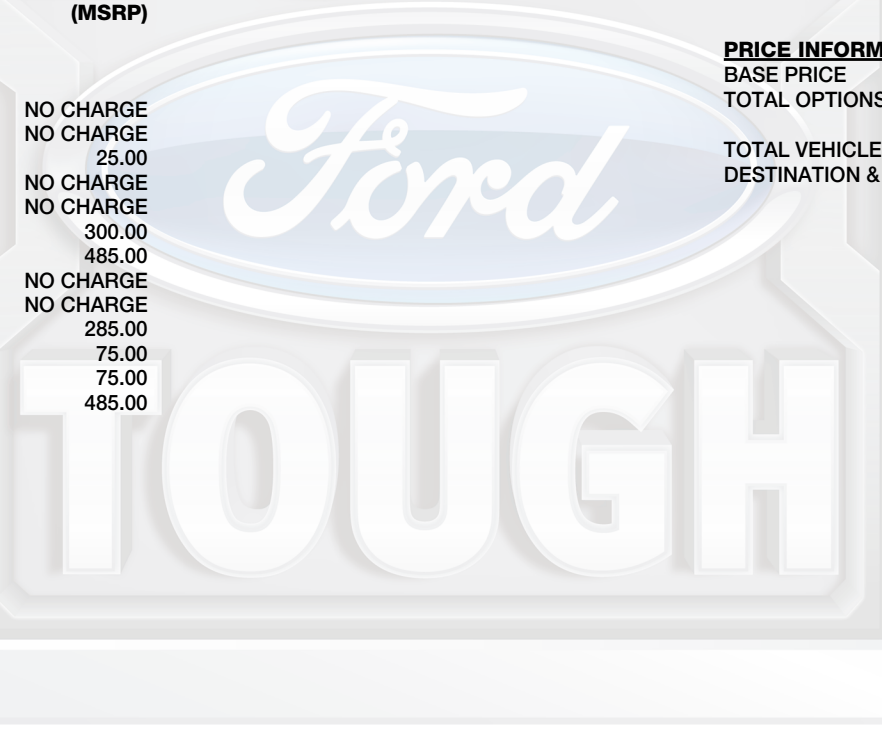 (MSRP)
NO CHARGE
NO CHARGE
25.00
NO CHARGE
NO CHARGE
300.00
485.00
NO CHARGE
NO CHARGE
285.00
75.00
75.00
485.00
PRICE INFORM
BASE PRICE
TOTAL OPTIONS
TOTAL VEHICLE
DESTINATION &
Ford
TOUGH